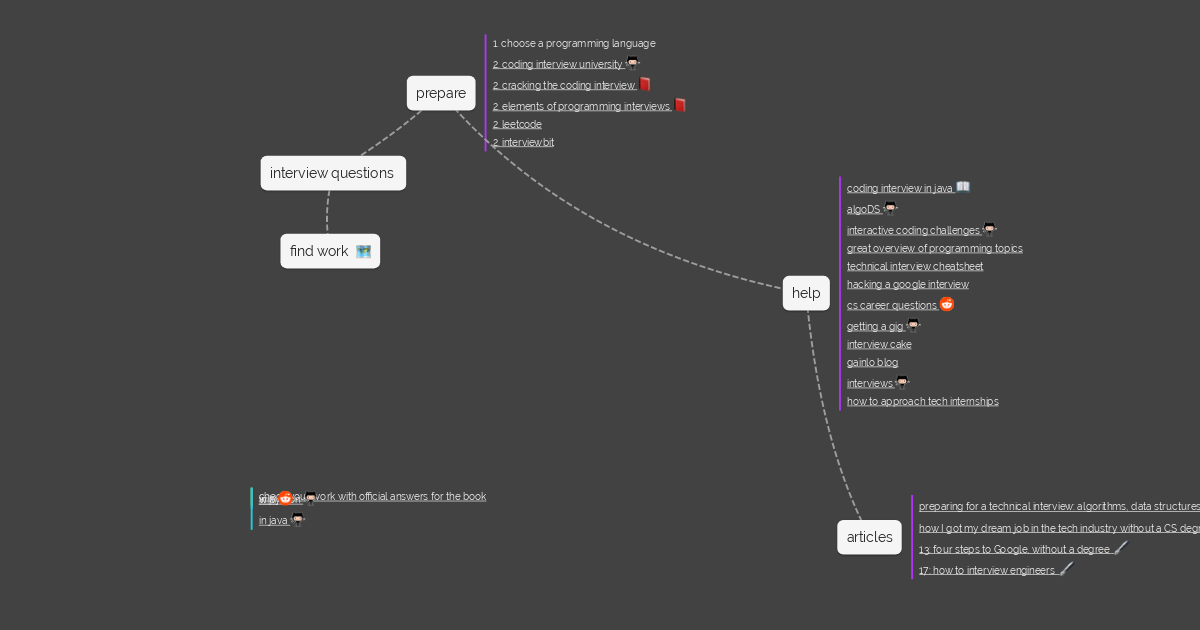 prepare
1. choose a programming language
2. coding interview university
2. cracking the coding interview
2. elements of programming interviews
2. leetcode
2. interviewbit
interview questions
find work
help
coding interview in java
algoDS
interactive coding challenges
great overview of programming topics
technical interview cheatsheet
hacking a google interview
cs career questions
getting a gig
interview cake
gainlo blog
interviews
how to approach tech internships
work with official answers for the book
in java
articles
preparing for a technical interview: algorithms, data structures
how I got my dream job in the tech industry without a CS
13: four steps to Google, without a degree
17: how to interview engineers